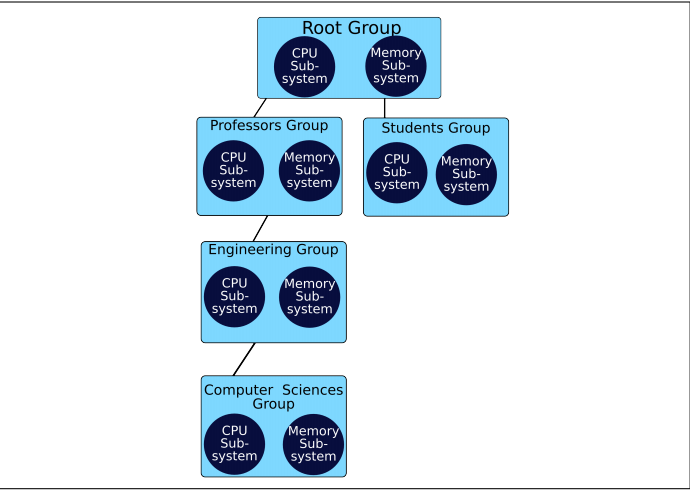 Root Group
CPU
Sub-
system
Memory
Sub-
system
Professors Group
CPU
Sub-
system
Memory
Sub-
system
Students Group
CPU
Sub-
system
Memory
Sub-
system
Engineering Group
CPU
Sub-
system
Memory
Sub-
system
Computer Sciences
Group
CPU
Sub-
system
Memory
Sub-
system